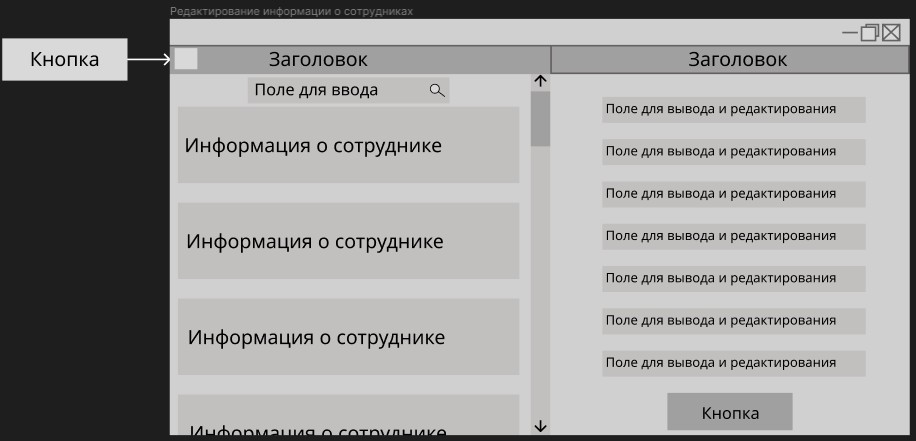 Редактирование информации о сотрудниках
Кнопка
Заголовок
Заголовок
Поле для ввода
Информация о сотруднике
Информация о сотруднике
Информация о сотруднике
Информация о сотруднике
Поле для вывода и редактирования
Поле для вывода и редактирования
Поле для вывода и редактирования
Поле для вывода и редактирования
Поле для вывода и редактирования
Поле для вывода и редактирования
Поле для вывода и редактирования
Кнопка